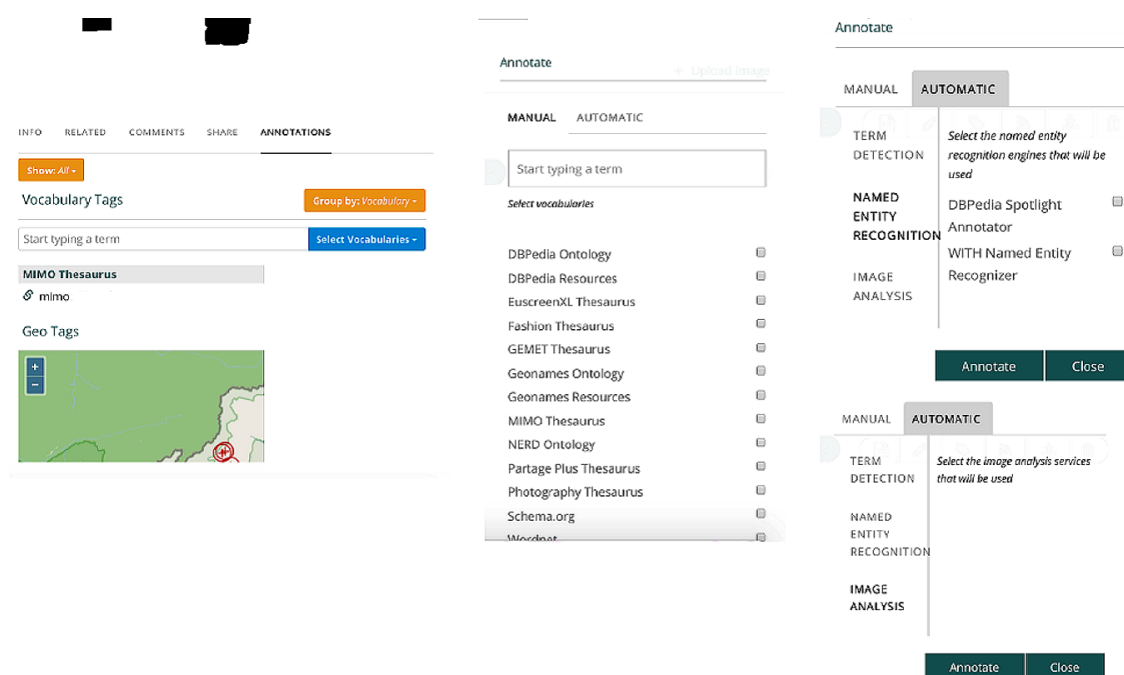 INFO RELATED COMMENTS SHARE ANNOTATIONS
Show: All
Vocabulary Tags
Group by: Vocabulary
Start typing a term
Select Vocabularies
MIMO Thesaurus
mimo
Geo Tags
+
−
Annotate
+ Upload Image
MANUAL AUTOMATIC
Start typing a term
Select vocabularies
DBPedia Ontology
DBPedia Resources
EuscreenXL Thesaurus
Fashion Thesaurus
GEMET Thesaurus
Geonames Ontology
Geonames Resources
MIMO Thesaurus
NERD Ontology
Partage Plus Thesaurus
Photography Thesaurus
Schema.org
Wordnet
Annotate
MANUAL AUTOMATIC
TERM
DETECTION
NAMED
ENTITY
RECOGNITION
IMAGE
ANALYSIS
Select the named entity
recognition engines that will be
used
DBPedia Spotlight
Annotator
WITH Named Entity
Recognizer
Annotate Close
MANUAL AUTOMATIC
TERM
DETECTION
NAMED
ENTITY
RECOGNITION
IMAGE
ANALYSIS
Select the image analysis services
that will be used
Annotate Close